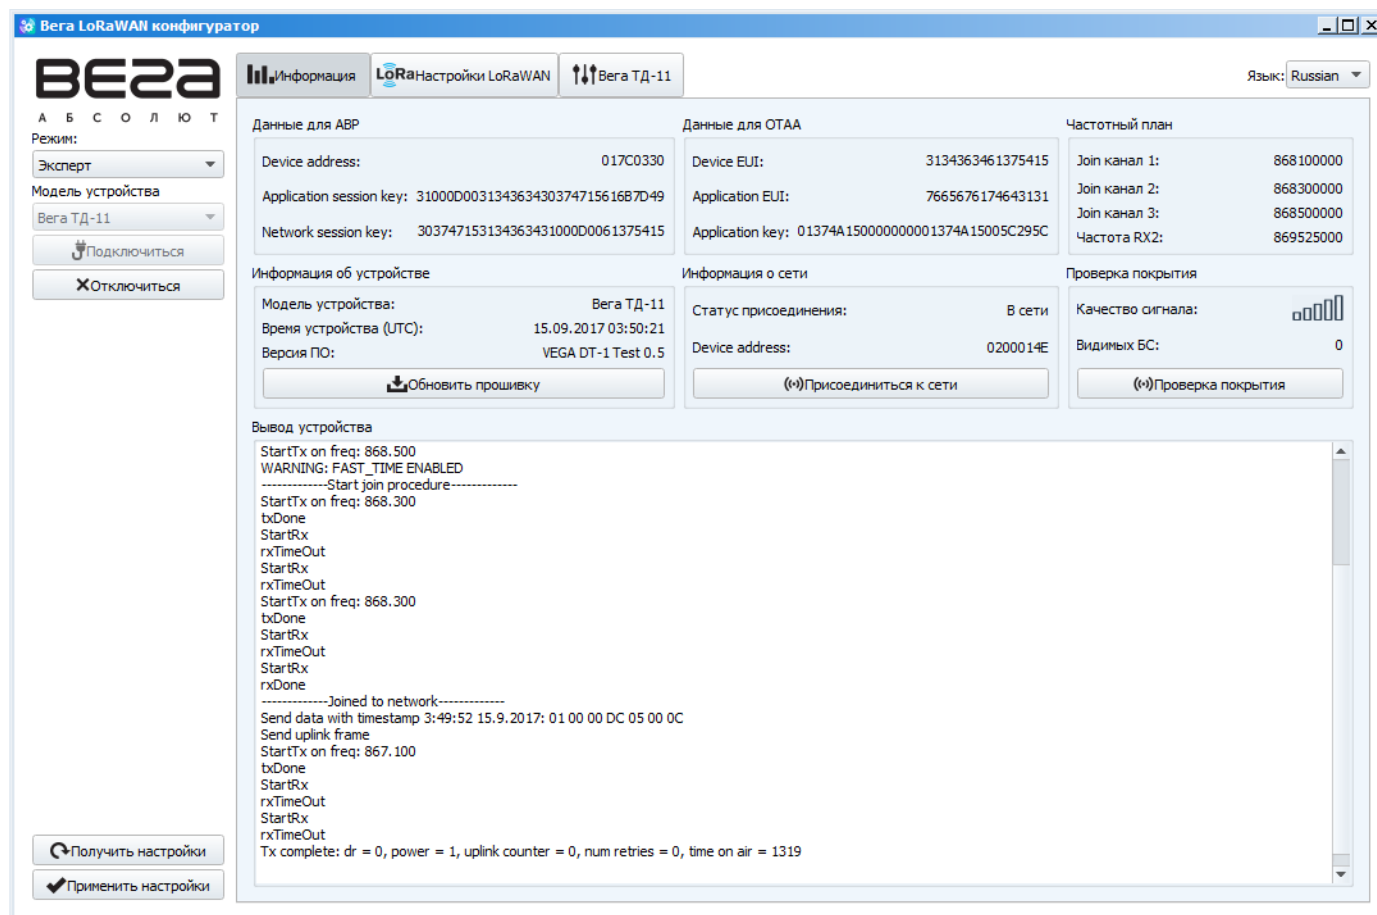 Вега LoRaWAN конфигуратор
ВЕГА
АБСОЛЮТ
Режим:
Эксперт
Модель устройства
Вега ТД-11
Подключиться
Отключиться
Информация
LoRa Настройки LoRaWAN
Вега ТД-11
Язык: Russian
Данные для ABP
Device address: 017C0330
Application session key: 31000D0031343634303747 15616B7D49
Network session key: 303747153134363431000D0061375415
Данные для OTAA
Device EUI: 3134363461375415
Application EUI: 7665676174643131
Application key: 01374A150000000001374A15005C295C
Частотный план
Join канал 1: 868100000
Join канал 2: 868300000
Join канал 3: 868500000
Частота RX2: 869525000
Информация об устройстве
Модель устройства: Вега ТД-11
Время устройства (UTC): 15.09.2017 03:50:21
Версия ПО: VEGA DT-1 Test 0.5
Обновить прошивку
Информация о сети
Статус присоединения: В сети
Device address: 0200014E
Присоединиться к сети
Проверка покрытия
Качество сигнала:
Видимых БС: 0
Проверка покрытия
Вывод устройства
StartTx on freq: 868.500
WARNING: FAST_TIME ENABLED
-------------Start join procedure-------------
StartTx on freq: 868.300
txDone
StartRx
rxTimeOut
StartRx
rxTimeOut
StartTx on freq: 868.300
txDone
StartRx
rxTimeOut
StartRx
rxDone
-------------Joined to network-------------
Send data with timestamp 3:49:52 15.9.2017: 01 00 00 DC 05 00 0C
Send uplink frame
StartTx on freq: 867.100
txDone
StartRx
rxTimeOut
StartRx
rxTimeOut
Tx complete: dr = 0, power = 1, uplink counter = 0, num retries = 0, time on air = 1319
Получить настройки
Применить настройки